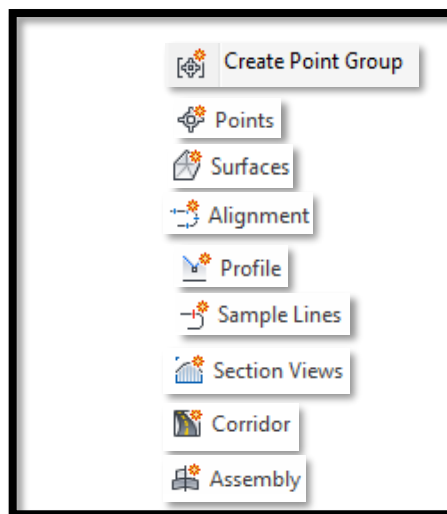 Create Point Group
Points
Surfaces
Alignment
Profile
Sample Lines
Section Views
Corridor
Assembly